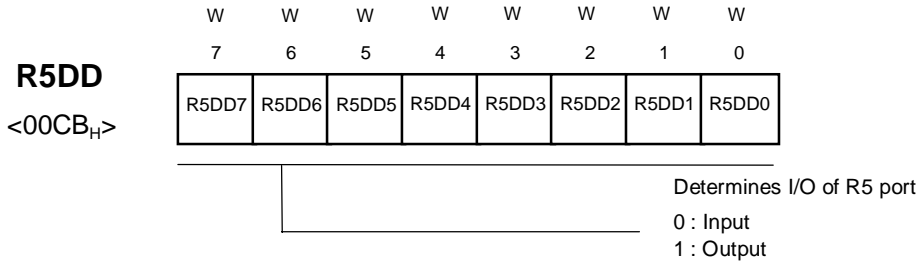 W W W W W W W W
7 6 5 4 3 2 1 0
R5DD
<00CBH>
R5DD7 R5DD6 R5DD5 R5DD4 R5DD3 R5DD2 R5DD1 R5DD0
Determines I/O of R5 port
0 : Input
1 : Output